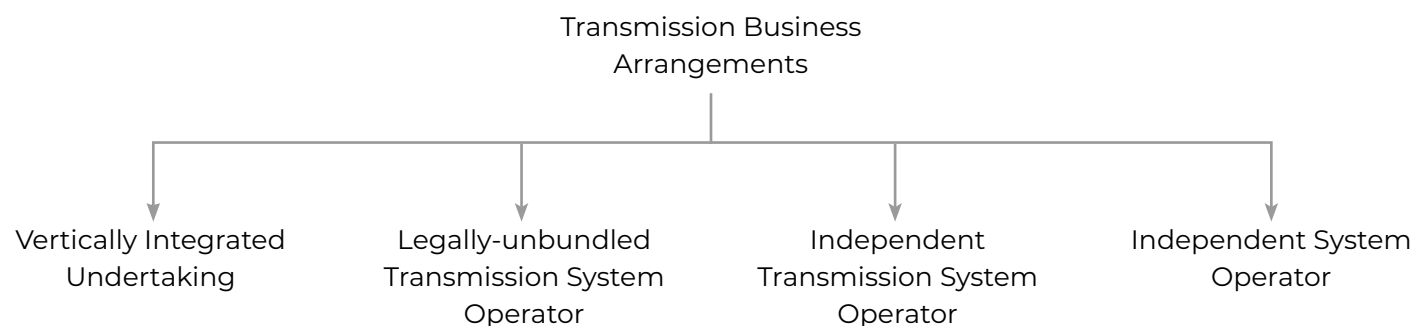 Transmission Business
Arrangements
Vertically Integrated
Undertaking
Legally-unbundled
Transmission System
Operator
Independent
Transmission System
Operator
Independent System
Operator